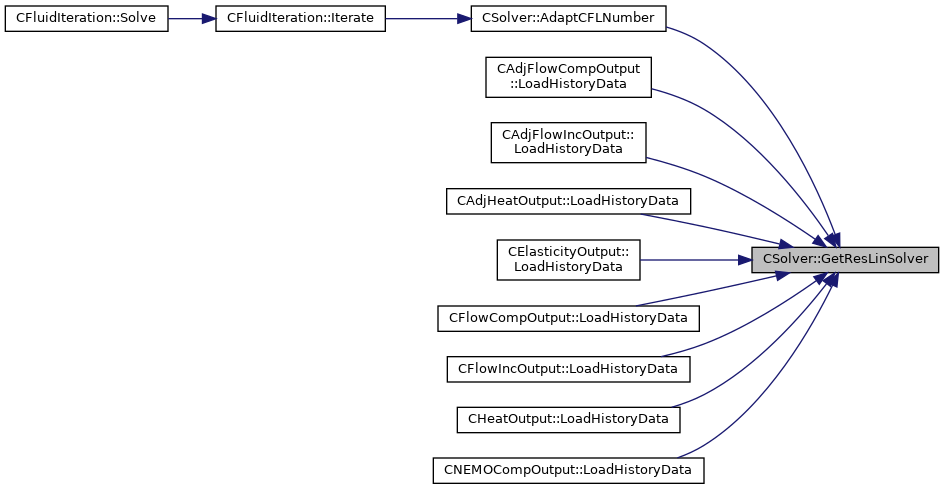 CFluidIteration::Solve
CFluidIteration::Iterate
CSolver::AdaptCFLNumber
CAdjFlowCompOutput
::LoadHistoryData
CAdjFlowIncOutput::
LoadHistoryData
CAdjHeatOutput::LoadHistoryData
CElasticityOutput::
LoadHistoryData
CSolver::GetResLinSolver
CFlowCompOutput::LoadHistoryData
CFlowIncOutput::LoadHistoryData
CHeatOutput::LoadHistoryData
CNEMOCompOutput::LoadHistoryData